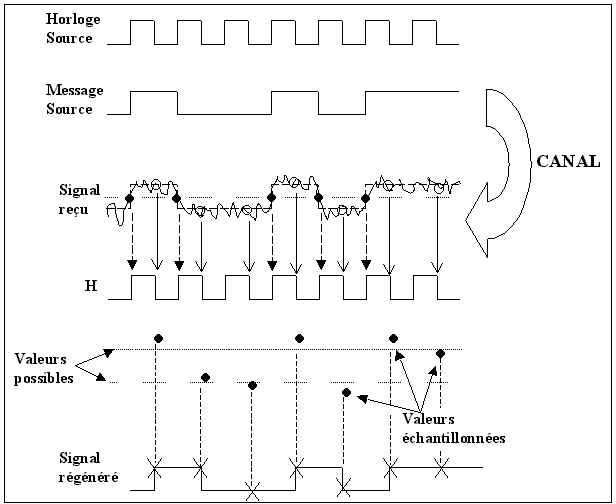 Horloge
Source
Message
Source
CANAL
Signal
reçu
H
Valeurs
possibles
Valeurs
échantillonnées
Signal
régénéré